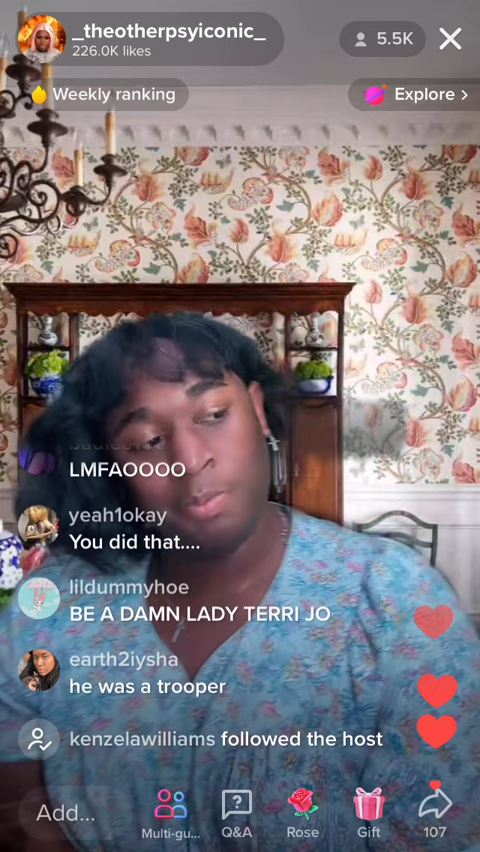 _theotherpsyiconic_
226.0K likes
5.5K
Weekly ranking
Explore >
LMFAOOOO
yeah1okay
You did that....
lildummyhoe
BE A DAMN LADY TERRI JO
earth2iysha
he was a trooper
kenzelawilliams followed the host
Add...
Multi-gu...
Q&A
Rose
Gift
107